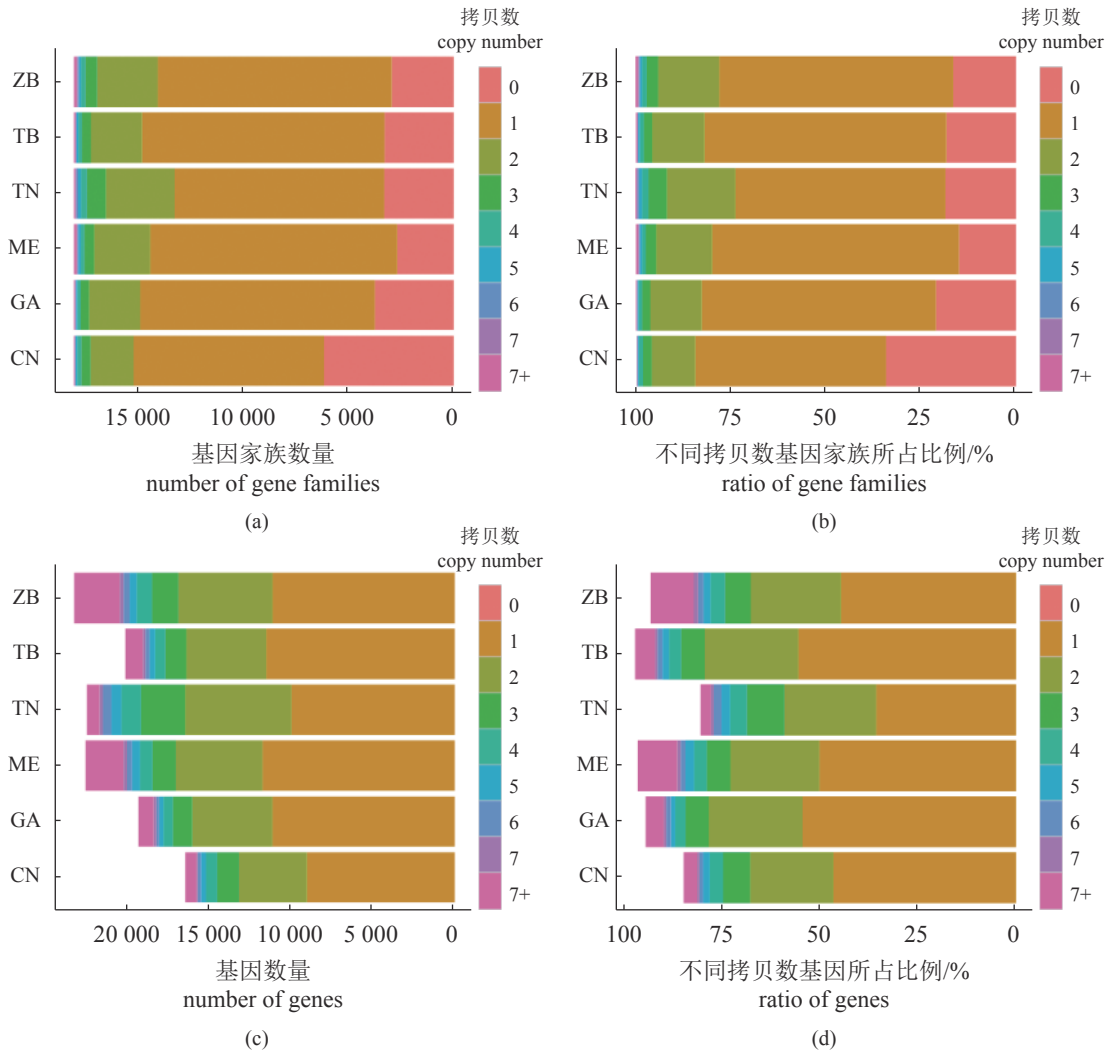 拷贝数
copy number
ZB
TB
TN
ME
GA
CN
0
1
2
3
4
5
6
7
7+
15 000
10 000
5 000
0
基因家族数量
number of gene families
(a)
拷贝数
copy number
ZB
TB
TN
ME
GA
CN
0
1
2
3
4
5
6
7
7+
100
75
50
25
0
不同拷贝数基因家族所占比例/%
ratio of gene families
(b)
拷贝数
copy number
ZB
TB
TN
ME
GA
CN
0
1
2
3
4
5
6
7
7+
20 000
15 000
10 000
5 000
0
基因数量
number of genes
(c)
拷贝数
copy number
ZB
TB
TN
ME
GA
CN
0
1
2
3
4
5
6
7
7+
100
75
50
25
0
不同拷贝数基因所占比例/%
ratio of genes
(d)